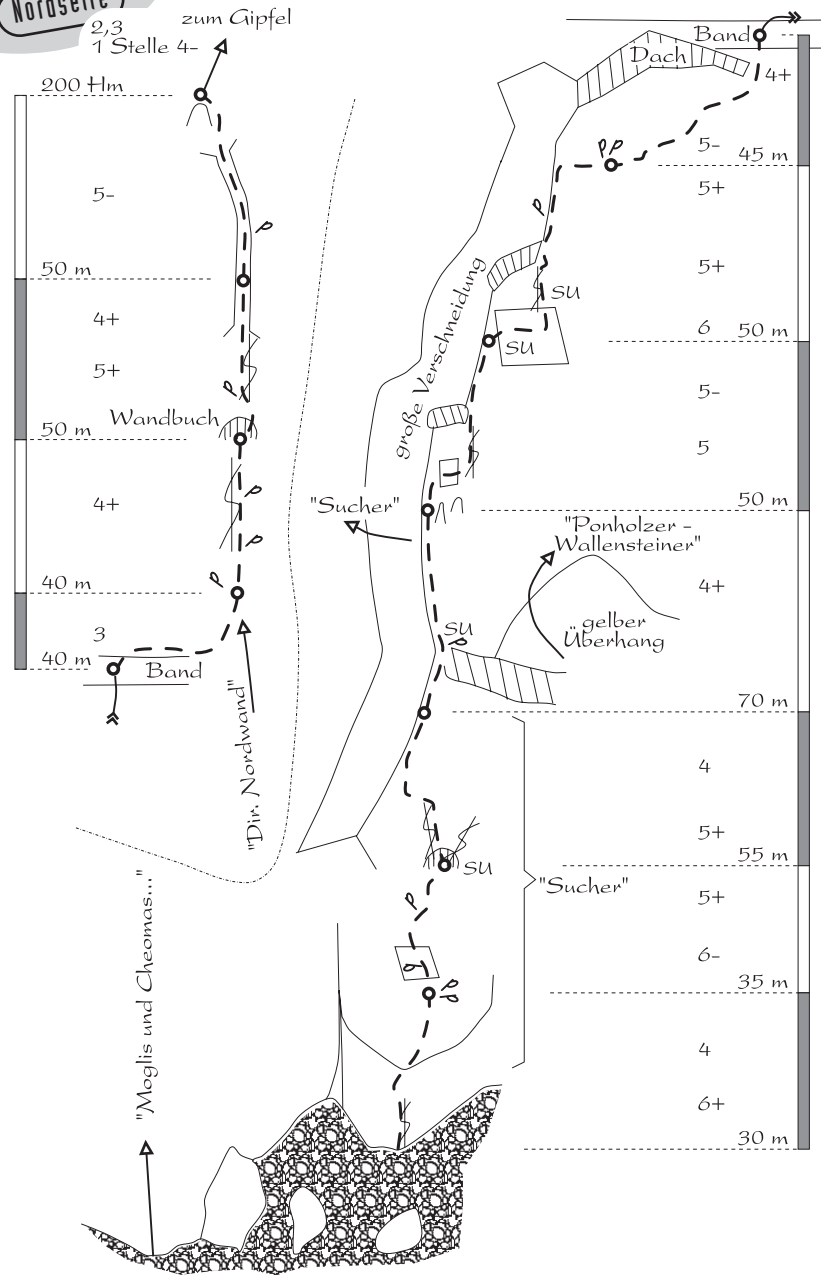 Nordseite
2,3
1 Stelle 4-
zum Gipfel
200 Hm
5-
50 m
4+
5+
Wandbuch
50 m
4+
40 m
3
40 m
Band
"Dir. Nordwand"
"Moglis und Cheomas..."
Band
Dach
4+
5-
45 m
5+
5+
SU
6
50 m
SU
große Verschneidung
5-
5
50 m
"Sucher"
"Ponholzer -
Wallensteiner"
4+
SU
gelber
Überhang
70 m
4
5+
55 m
SU
"Sucher"
5+
6-
35 m
4
6+
30 m